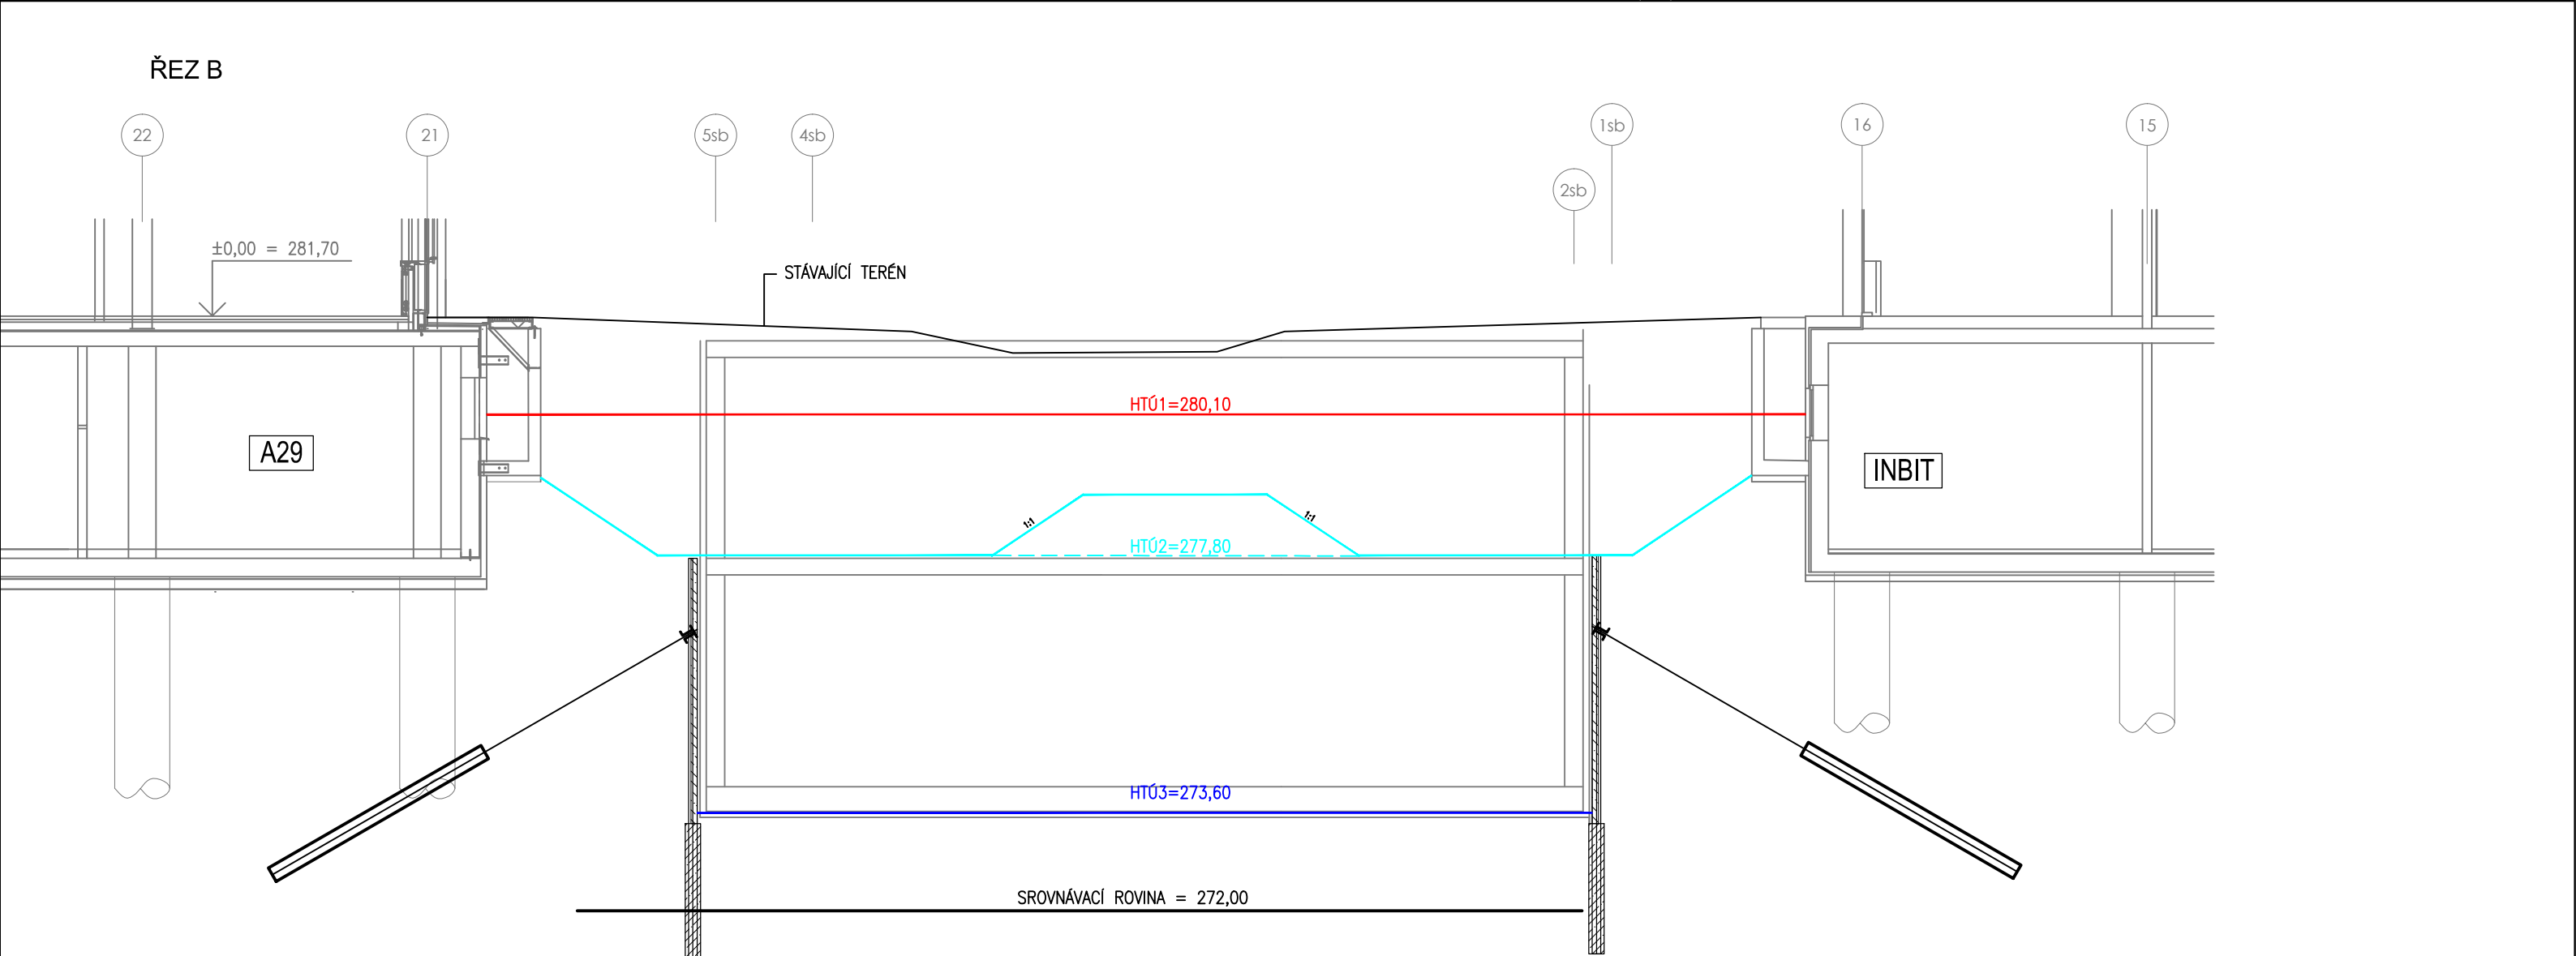 ŘEZ B
22
21
5sb
4sb
1sb
16
15
2sb
±0,00 = 281,70
STÁVAJÍCÍ TERÉN
HTÚ1=280,10
A29
INBIT
1:1
1:1
HTÚ2=277,80
HTÚ3=273,60
SROVNÁVACÍ ROVINA = 272,00